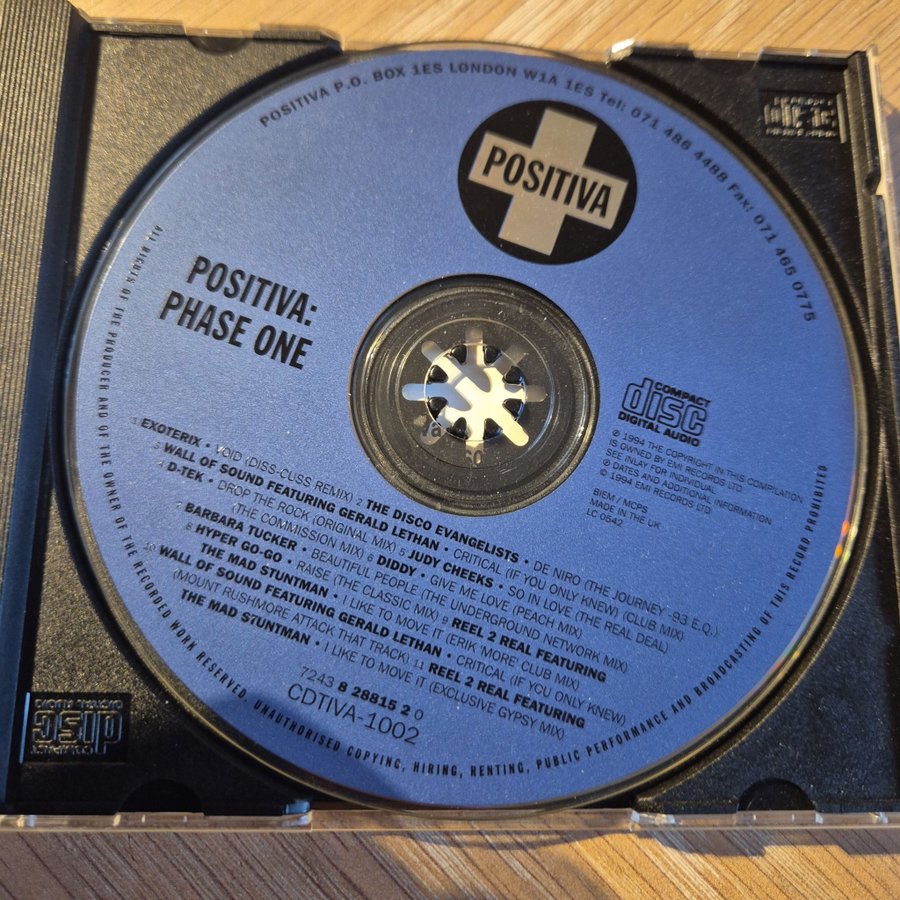 POSITIVA P.O. BOX 1ES LONDON W1A 1ES Tel: 071 486 4488 Fax: 071 465 0775
POSITIVA
POSITIVA:
PHASE ONE
COMPACT
disc
DIGITAL AUDIO
℗ 1994 THE COPYRIGHT IN THIS COMPILATION
IS OWNED BY EMI RECORDS LTD.
SEE INLAY FOR INDIVIDUAL
℗ DATES AND ADDITIONAL INFORMATION
© 1994 EMI RECORDS LTD
BIEM / MCPS
MADE IN THE UK
LC 0542
1 EXOTERIX • VOID (DISS-CUSS REMIX) 2 THE DISCO EVANGELISTS • DE NIRO (THE JOURNEY -93 E.Q.)
3 WALL OF SOUND FEATURING GERALD LETHAN • CRITICAL (IF YOU ONLY KNEW) (CLUB MIX)
4 D-TEK • DROP THE ROCK (ORIGINAL MIX) 5 JUDY CHEEKS • SO IN LOVE (THE REAL DEAL)
(THE COMMISSION MIX) 6 DIDDY • GIVE ME LOVE (PEACH MIX)
7 BARBARA TUCKER • BEAUTIFUL PEOPLE (THE UNDERGROUND NETWORK MIX)
8 HYPER GO-GO • RAISE (THE CLASSIC MIX) 9 REEL 2 REAL FEATURING
THE MAD STUNTMAN • I LIKE TO MOVE IT (ERIK 'MORE' CLUB MIX)
10 WALL OF SOUND FEATURING GERALD LETHAN • CRITICAL (IF YOU ONLY KNEW)
(MOUNT RUSHMORE ATTACK THAT TRACK) 11 REEL 2 REAL FEATURING
THE MAD STUNTMAN • I LIKE TO MOVE IT (EXCLUSIVE GYPSY MIX)
7243 8 28815 2 0
CDTIVA-1002
ALL RIGHTS OF THE PRODUCER AND OF THE OWNER OF THE RECORDED WORK RESERVED. UNAUTHORISED COPYING, HIRING, RENTING, PUBLIC PERFORMANCE AND BROADCASTING OF THIS RECORD PROHIBITED
COMPACT
disc
DIGITAL AUDIO